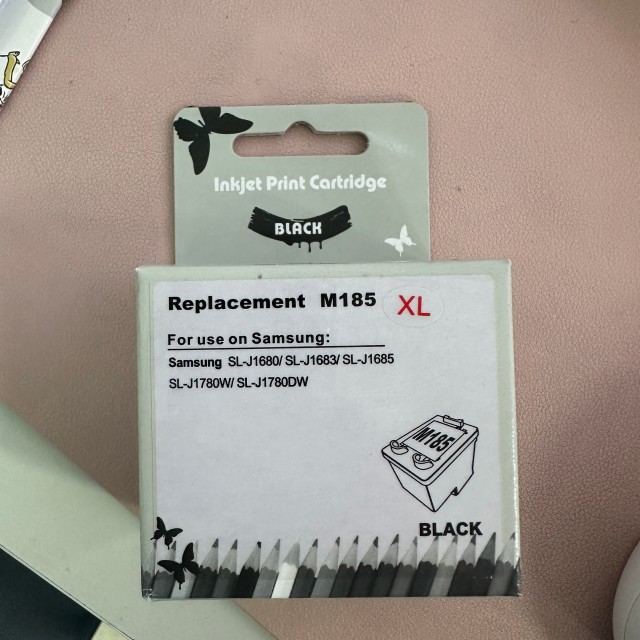 Inkjet Print Cartridge
BLACK
Replacement M185 XL
For use on Samsung:
Samsung SL-J1680/ SL-J1683/ SL-J1685
SL-J1780W/ SL-J1780DW
M185
BLACK